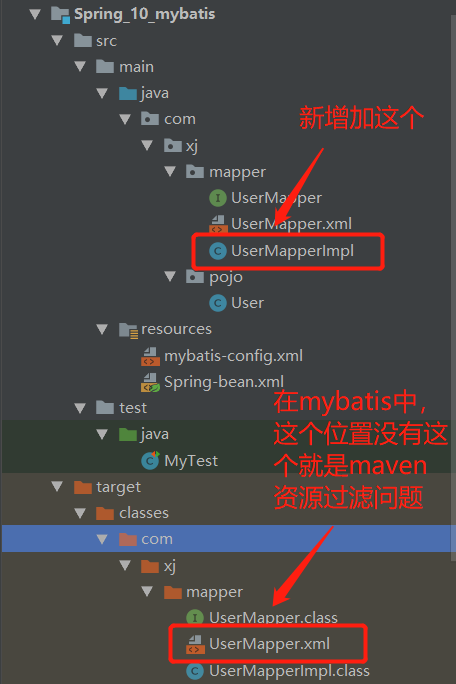 Spring_10_mybatis
src
main
java
com
新增加这个
xj
mapper
UserMapper
UserMapper.xml
UserMapperImpl
pojo
User
resources
mybatis-config.xml
Spring-bean.xml
test
java
MyTest
在mybatis中，
这个位置没有这
个就是maven
资源过滤问题
target
classes
com
xj
mapper
UserMapper.class
UserMapper.xml
UserMapperImpl.class